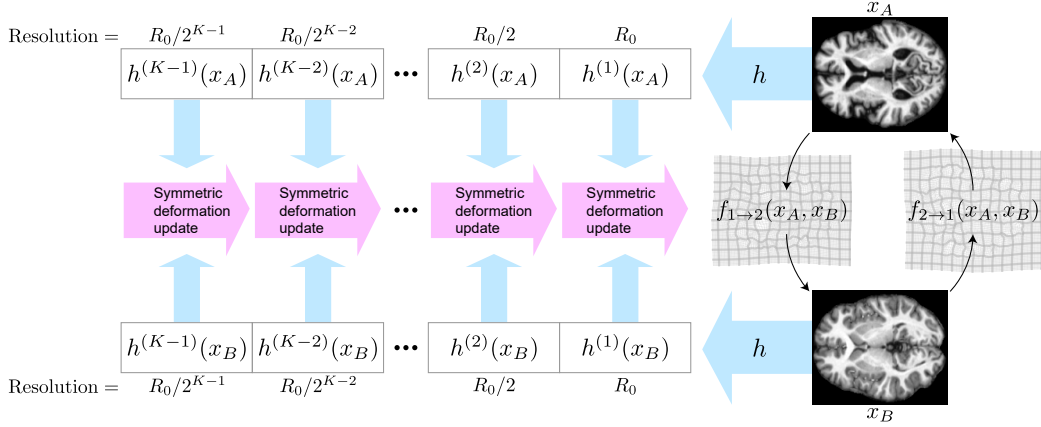 x_A
Resolution = R_0/2^{K−1} R_0/2^{K−2} R_0/2 R_0
h^{(K−1)}(x_A) h^{(K−2)}(x_A) ••• h^{(2)}(x_A) h^{(1)}(x_A) h
Symmetric deformation update
Symmetric deformation update
•••
Symmetric deformation update
Symmetric deformation update
f_{1→2}(x_A, x_B) f_{2→1}(x_A, x_B)
h^{(K−1)}(x_B) h^{(K−2)}(x_B) ••• h^{(2)}(x_B) h^{(1)}(x_B) h
Resolution = R_0/2^{K−1} R_0/2^{K−2} R_0/2 R_0
x_B